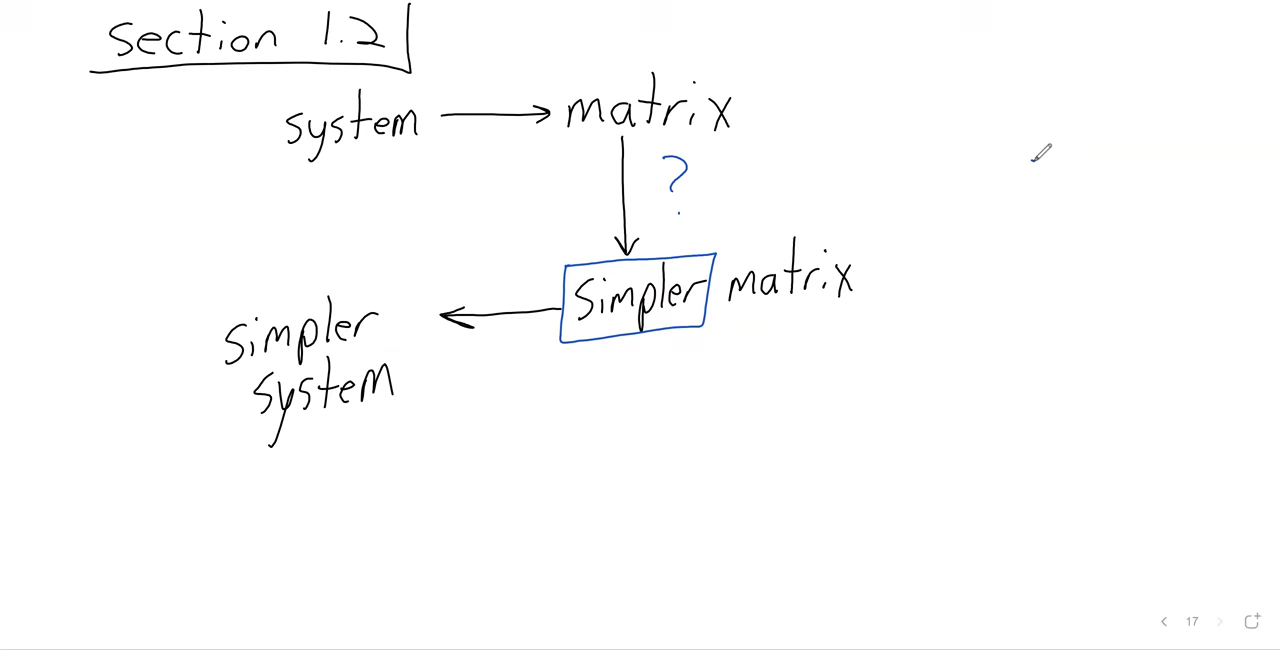 section 1.2
system → matrix
?
simpler matrix
simpler
system
17